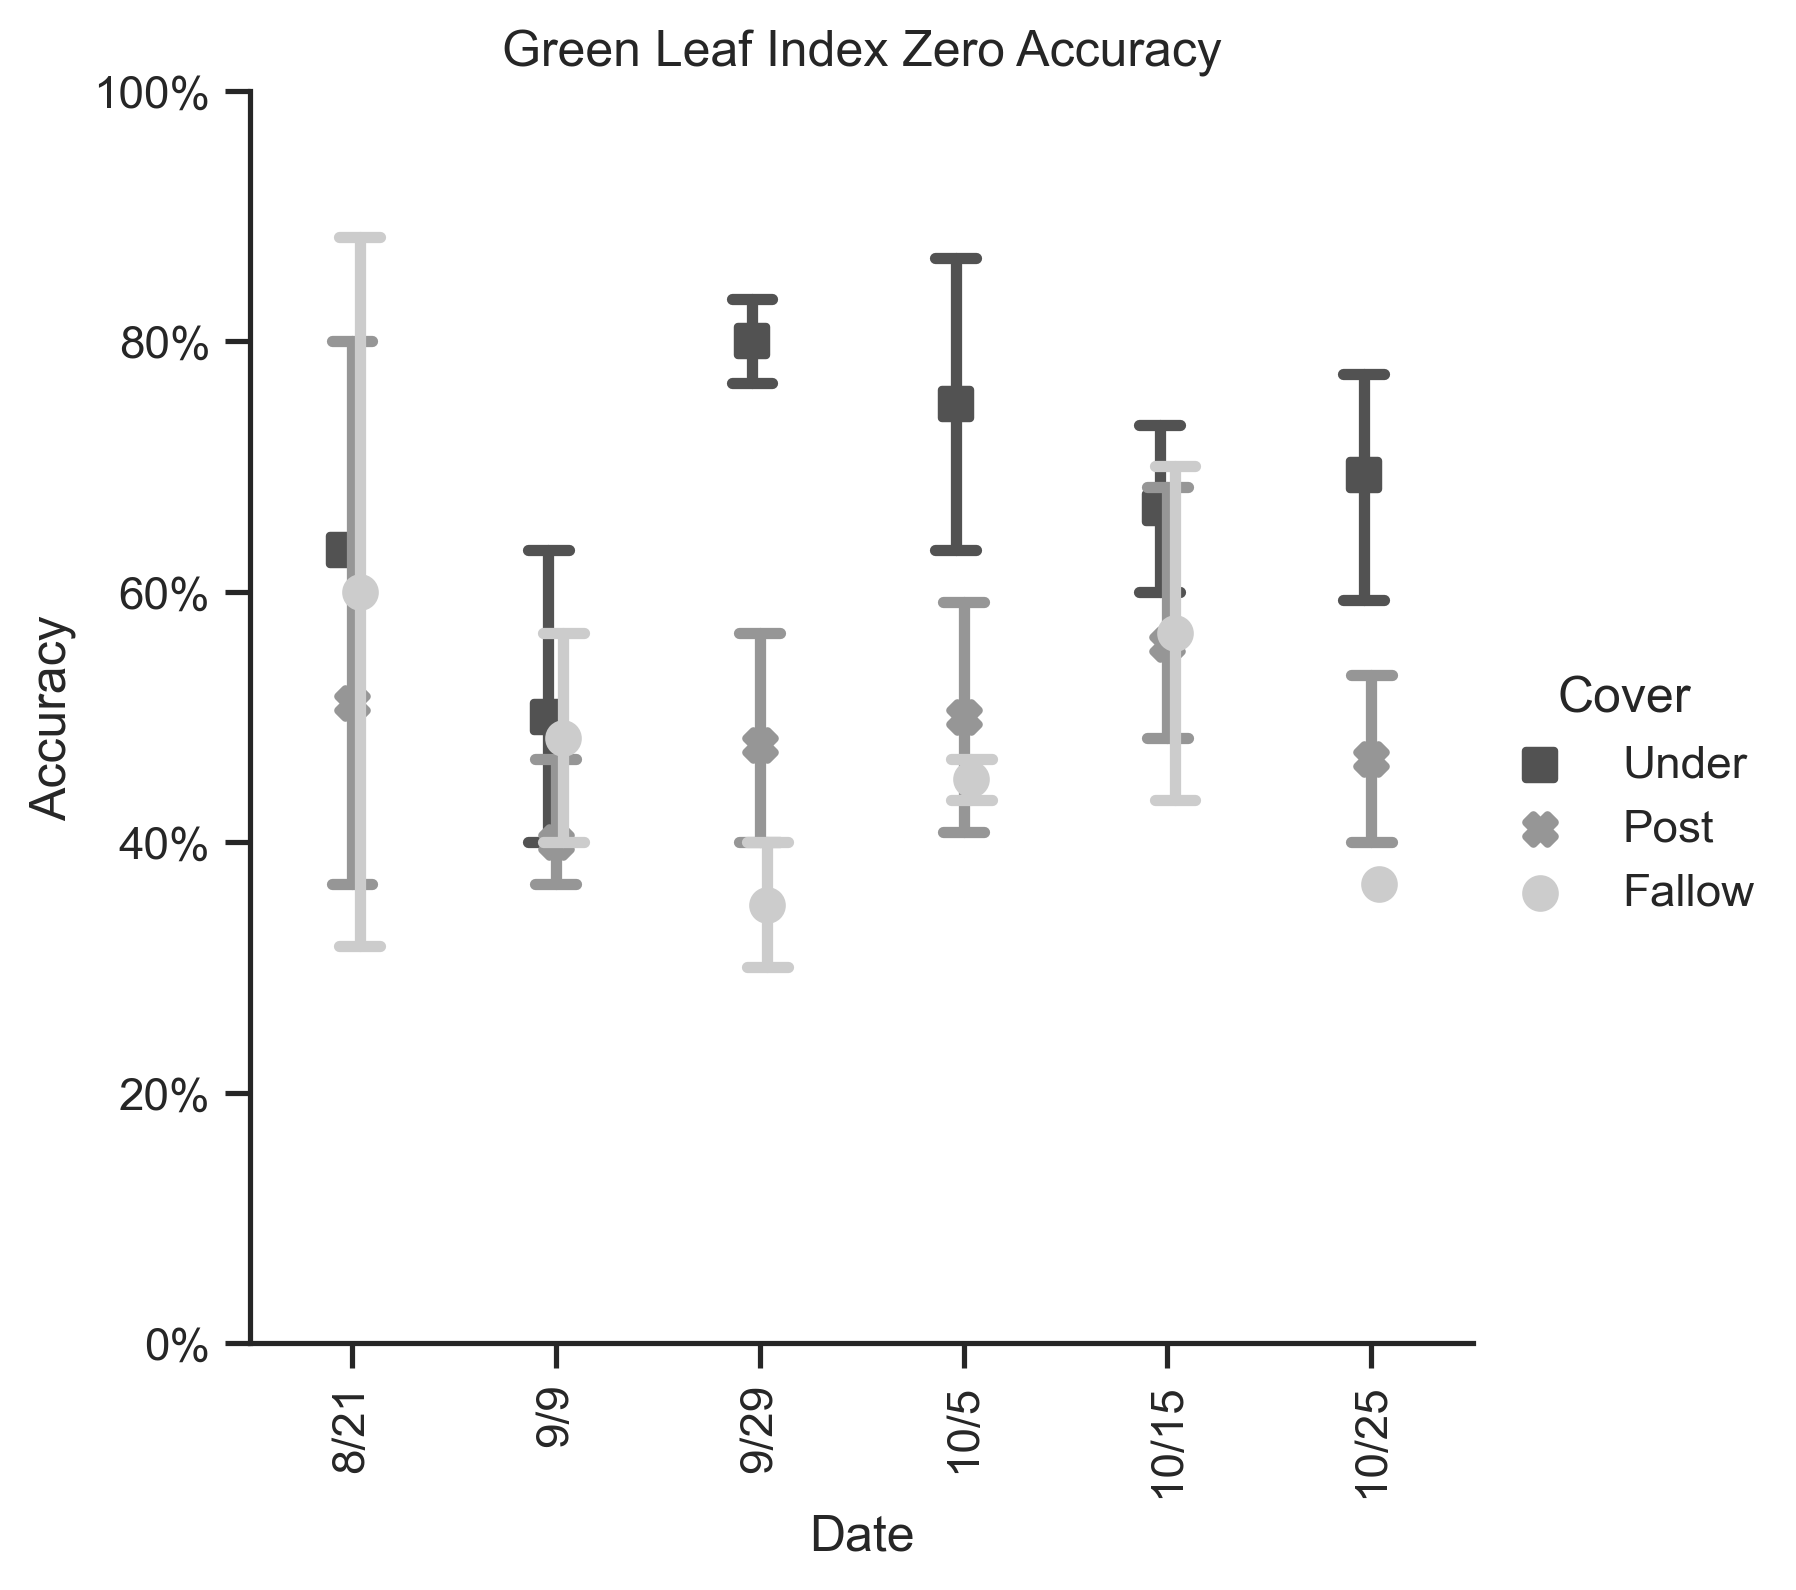 Green Leaf Index Zero Accuracy
100%
80%
60%
40%
20%
0%
Accuracy
8/21
9/9
9/29
10/5
10/15
10/25
Date
Cover
Under
Post
Fallow